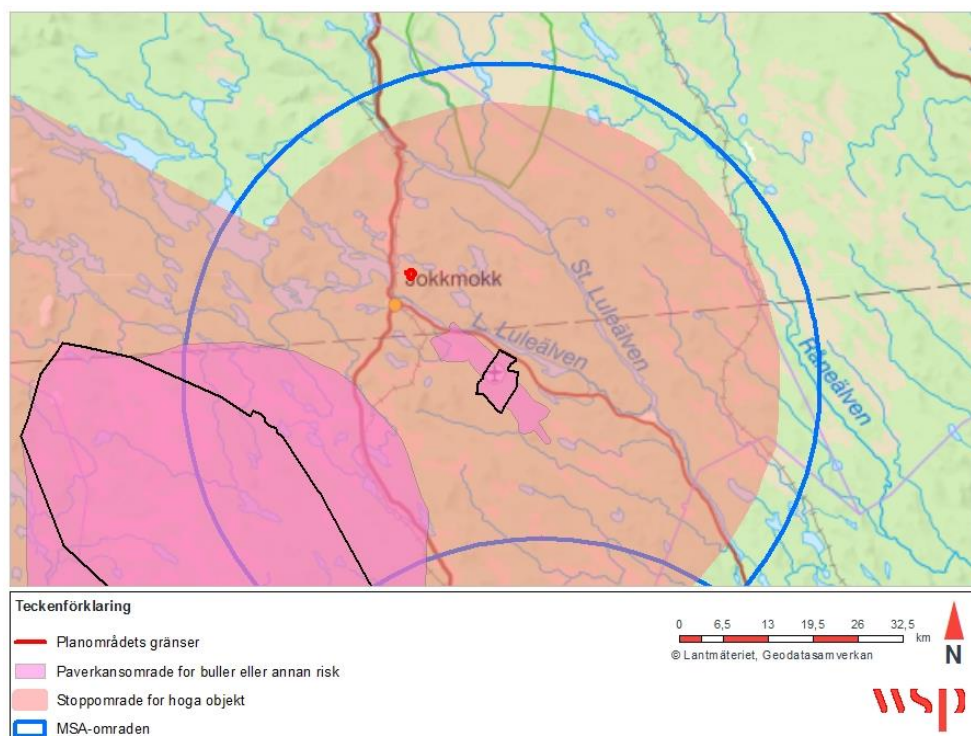 Jokkmokk
St. Luleälven
L. Luleälven
Råneälven
Teckenförklaring
Planområdets gränser
Paverkansomrade for buller eller annan risk
Stoppomrade for hoga objekt
MSA-omraden
0 6,5 13 19,5 26 32,5
km
© Lantmäteriet, Geodatasamverkan
N
wsp